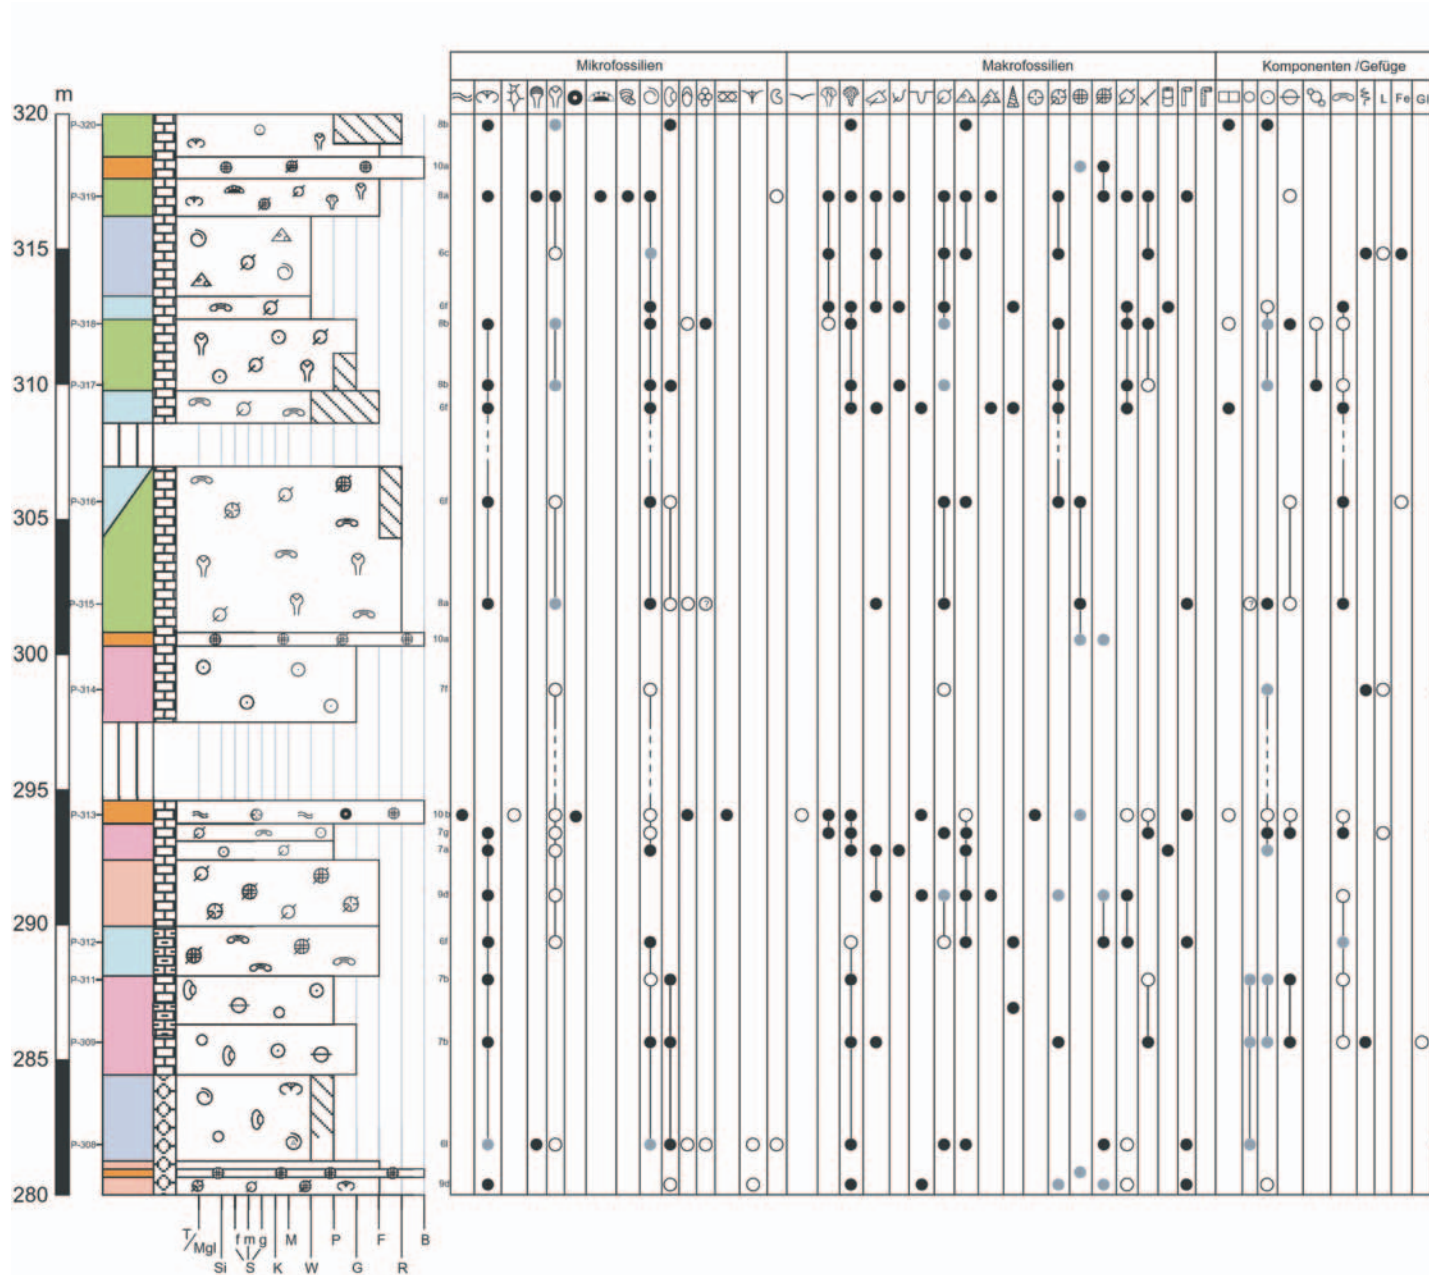 Mikrofossilien Makrofossilien Komponenten /Gefüge
m
L Fe Gl
320
P-320 8b
10a
P-319 8a
315 6c
6f
P-318 8b
310 P-317 8b
6f
P-316 6f
305
P-315 ? ? 8a
300 10a
P-314 7f
295
P-313 10b
7g
7a
9d
290
P-312 6f
P-311 7b
P-309 7b
285
P-308
9d
280
T/Mgl f m g M P F B
Si S K W G R